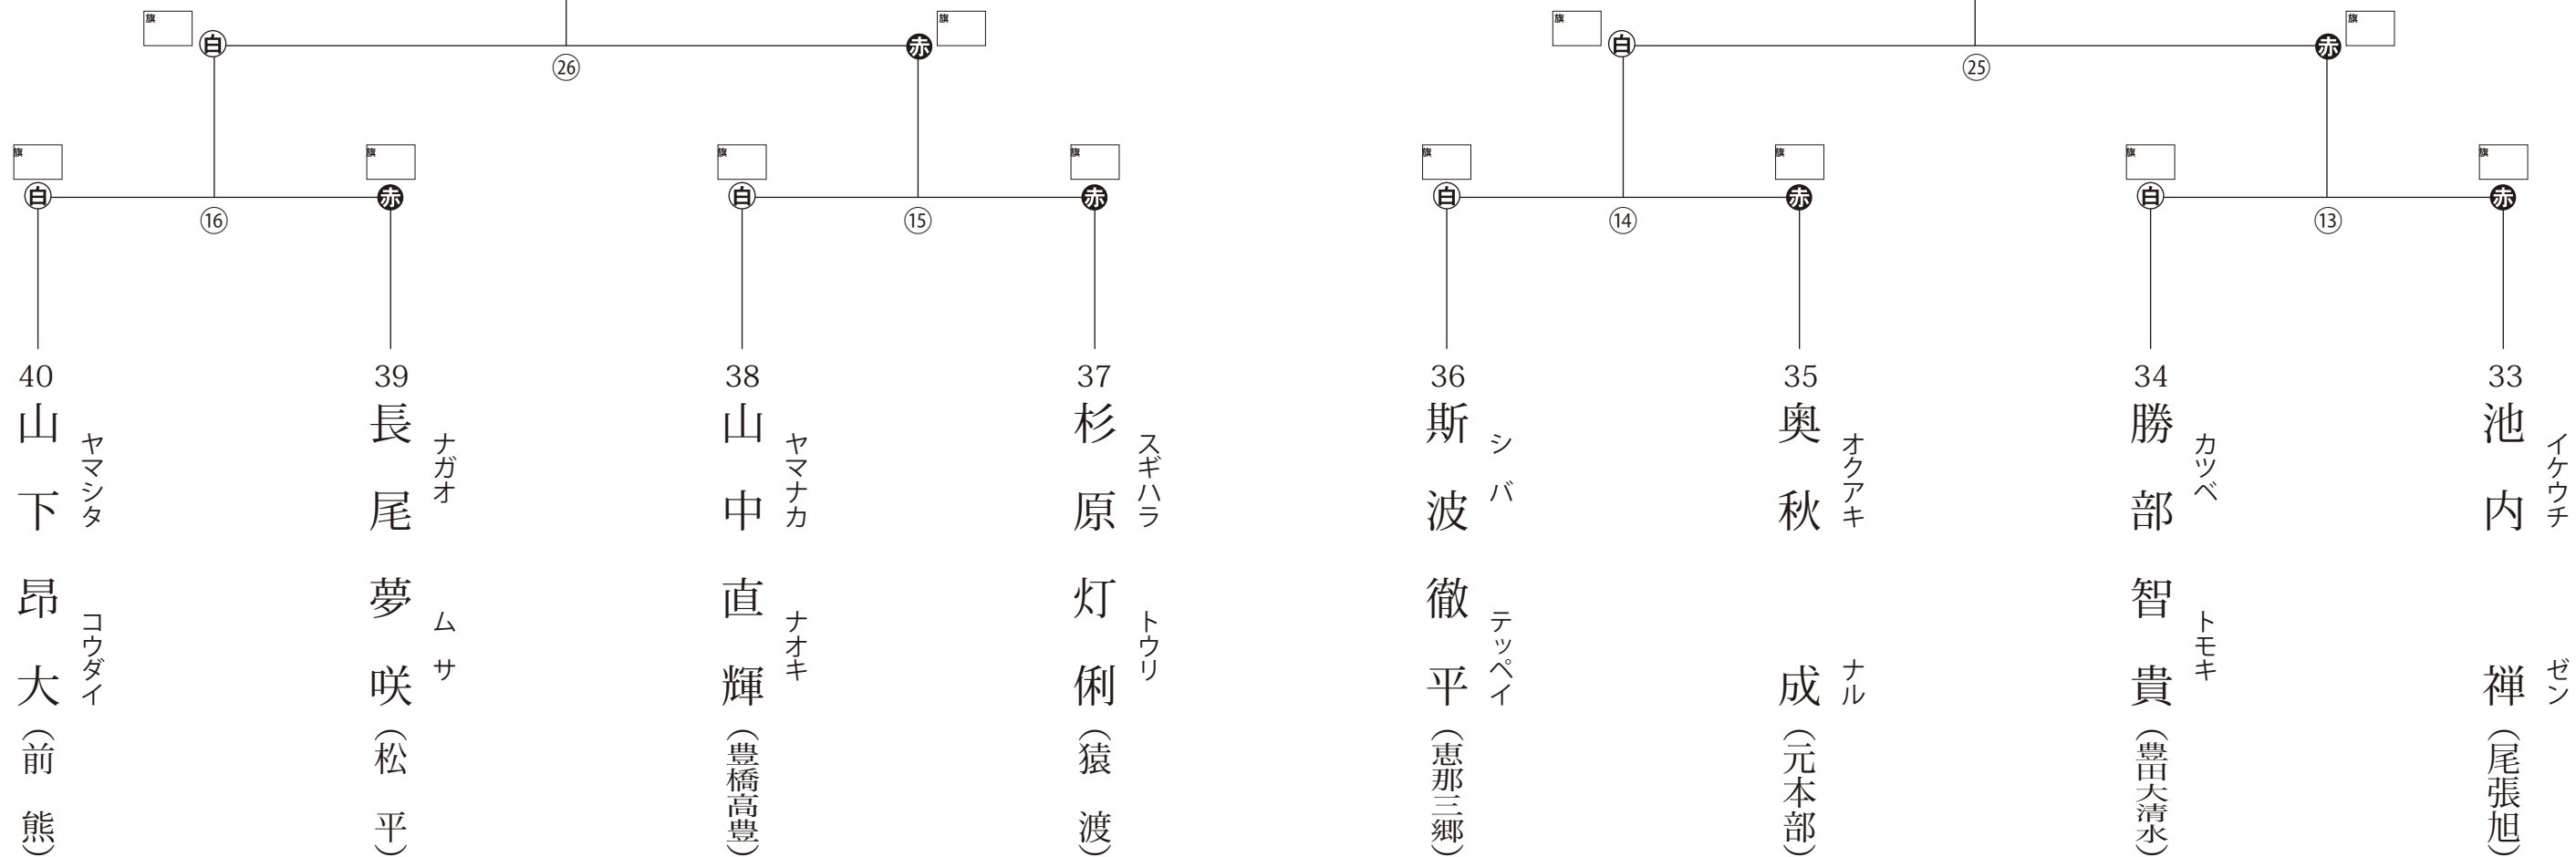 旗 旗 旗 旗
白 赤 白 赤
㉖ ㉕
旗 旗 旗 旗 旗 旗 旗 旗
白 赤 白 赤 白 赤 白 赤
⑯ ⑮ ⑭ ⑬
33 池内 禅 (尾張旭)
イケウチ ゼン
34 勝部智貴 (豊田大清水)
カツベ トモキ
35 奥秋 成 (元本部)
オクアキ ナル
36 斯波徹平 (恵那三郷)
シバ テッペイ
37 杉原灯俐 (猿渡)
スギハラ トウリ
38 山中直輝 (豊橋高豊)
ヤマナカ ナオキ
39 長尾夢咲 (松平)
ナガオ ムサ
40 山下昂大 (前熊)
ヤマシタ コウダイ